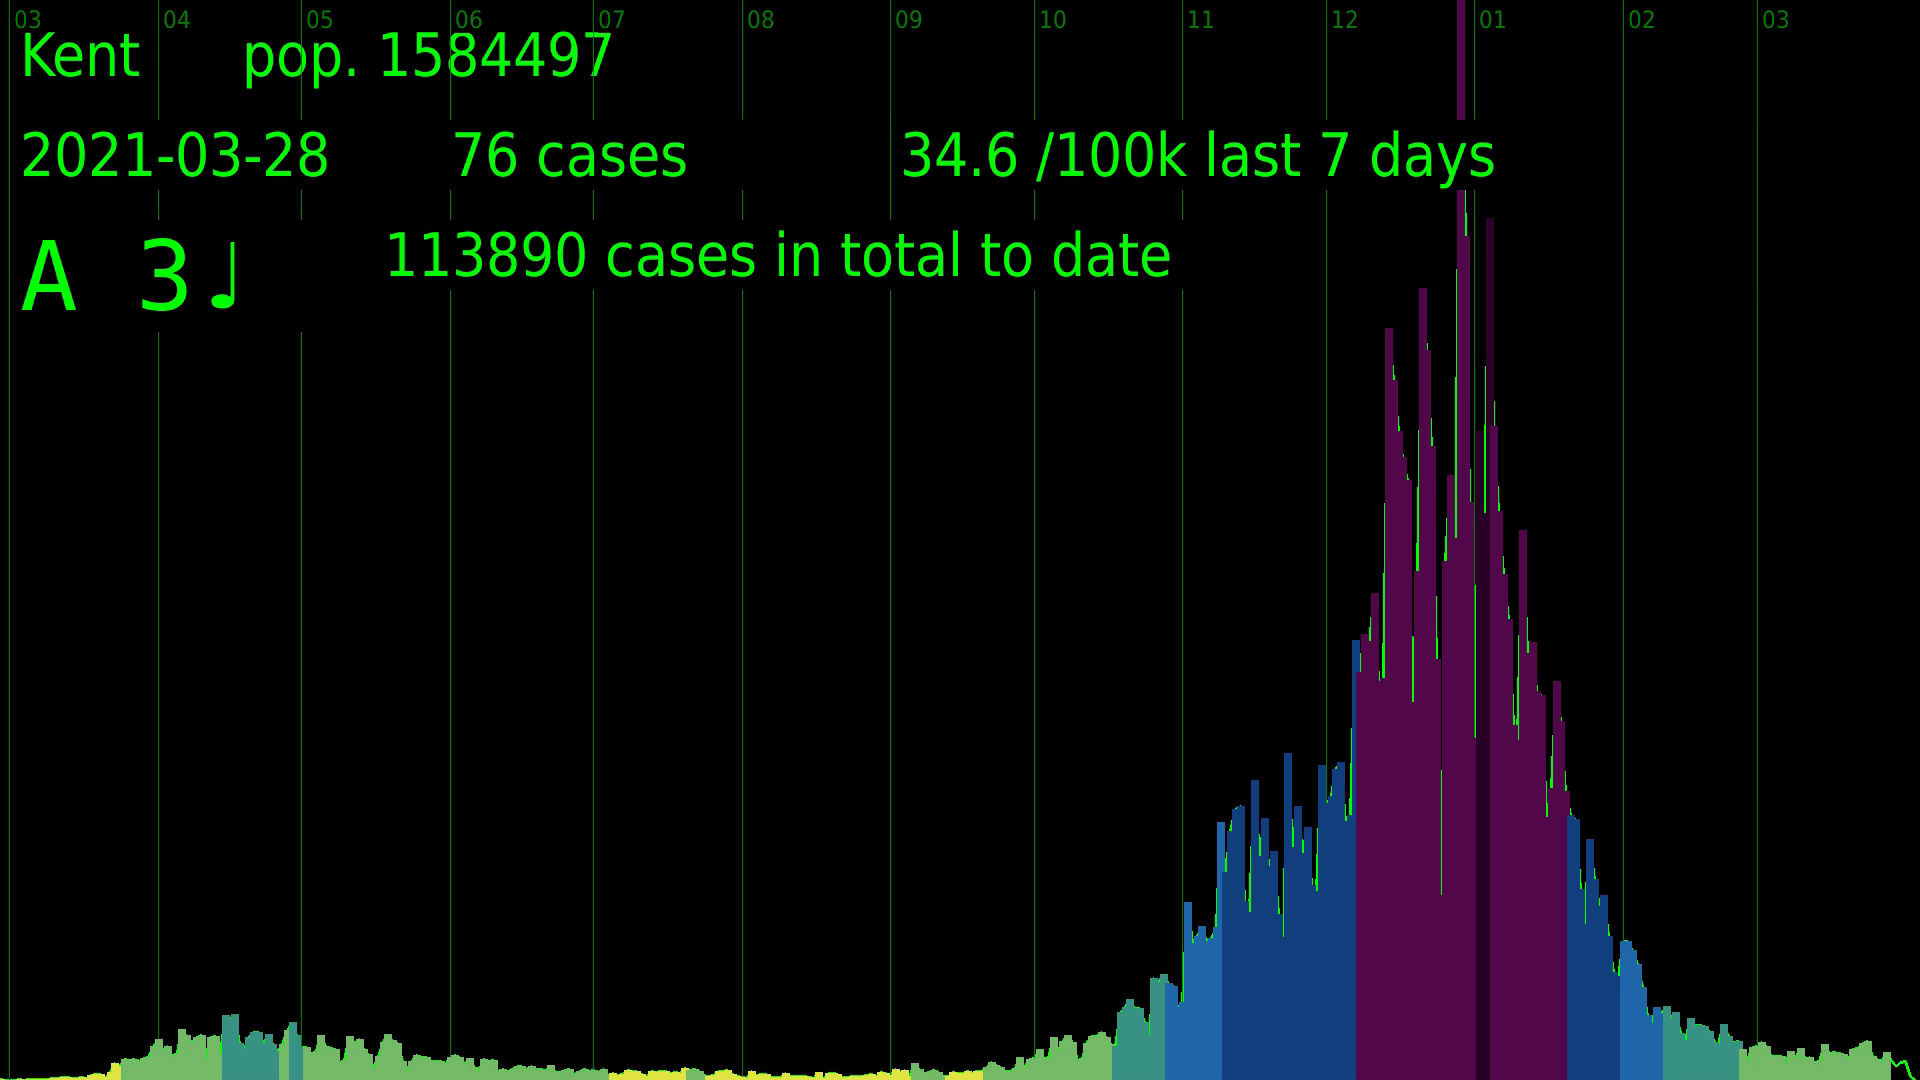 03 04 05 06 07 08 09 10 11 12 01 02 03
Kent pop. 1584497
2021-03-28 76 cases 34.6 /100k last 7 days
A 3♩ 113890 cases in total to date